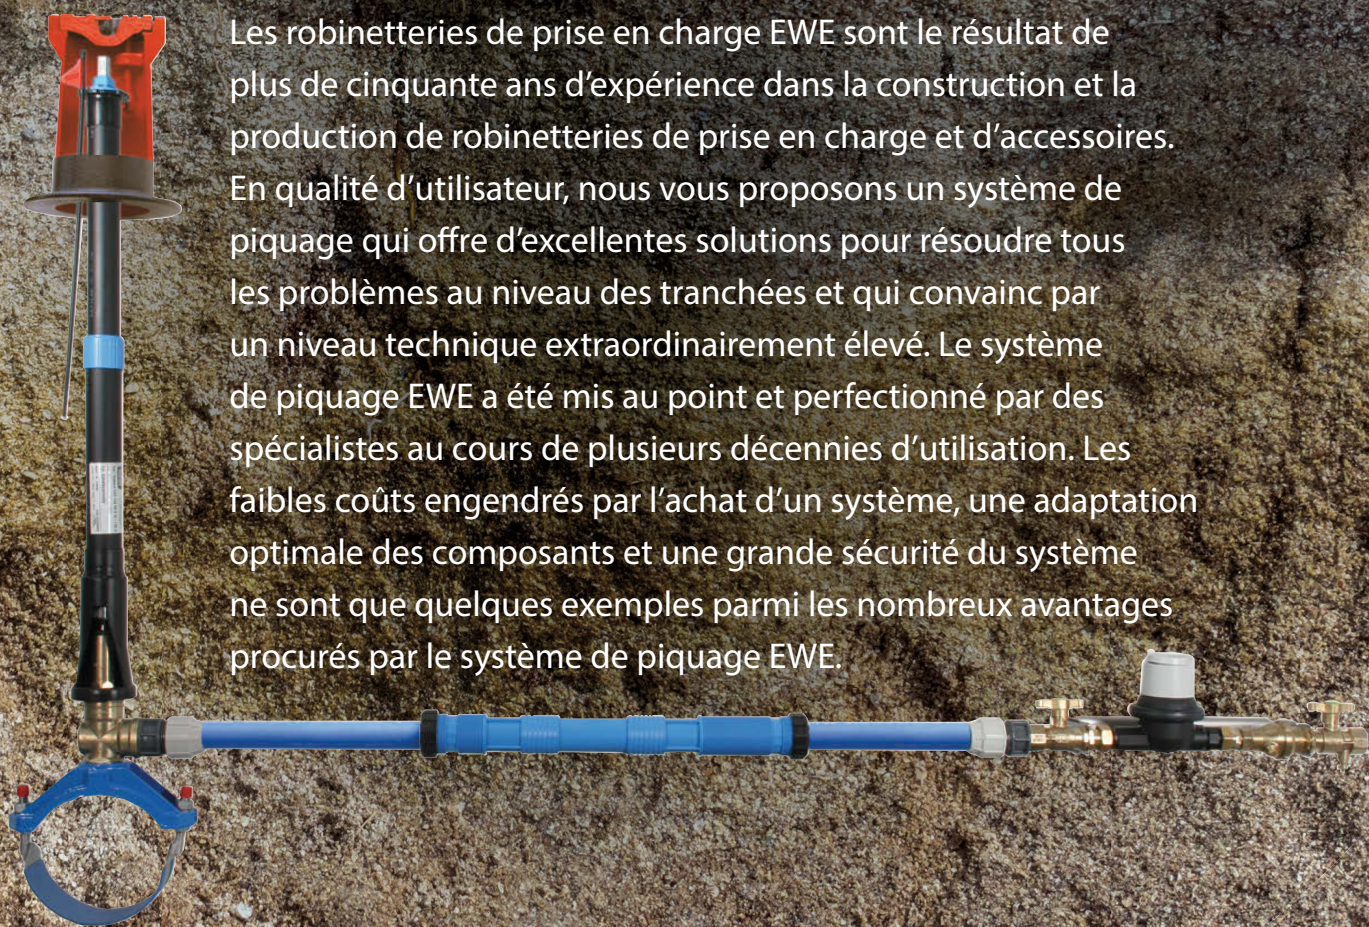 Les robinetteries de prise en charge EWE sont le résultat de
plus de cinquante ans d’expérience dans la construction et la
production de robinetteries de prise en charge et d’accessoires.
En qualité d’utilisateur, nous vous proposons un système de
piquage qui offre d’excellentes solutions pour résoudre tous
les problèmes au niveau des tranchées et qui convainc par
un niveau technique extraordinairement élevé. Le système
de piquage EWE a été mis au point et perfectionné par des
spécialistes au cours de plusieurs décennies d’utilisation. Les
faibles coûts engendrés par l’achat d’un système, une adaptation
optimale des composants et une grande sécurité du système
ne sont que quelques exemples parmi les nombreux avantages
procurés par le système de piquage EWE.